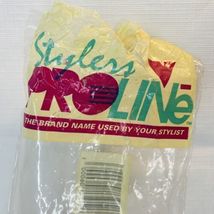 Stylers
PROLINE
THE BRAND NAME USED BY YOUR STYLIST